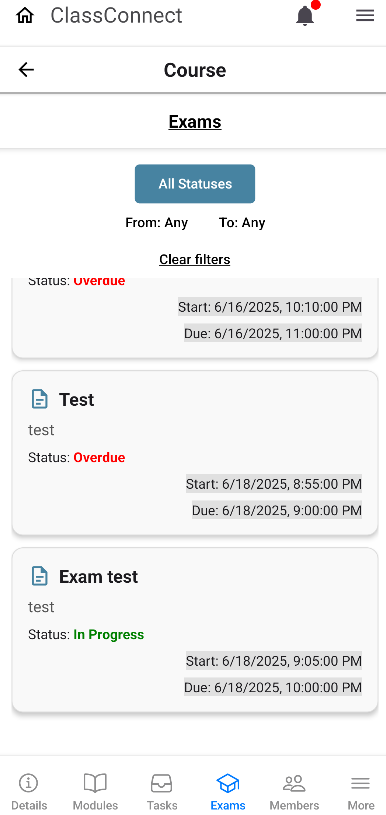 ClassConnect
Course
Exams
All Statuses
From: Any To: Any
Clear filters
Status: Overdue
Start: 6/16/2025, 10:10:00 PM
Due: 6/16/2025, 11:00:00 PM
Test
test
Status: Overdue
Start: 6/18/2025, 8:55:00 PM
Due: 6/18/2025, 9:00:00 PM
Exam test
test
Status: In Progress
Start: 6/18/2025, 9:05:00 PM
Due: 6/18/2025, 10:00:00 PM
Details Modules Tasks Exams Members More